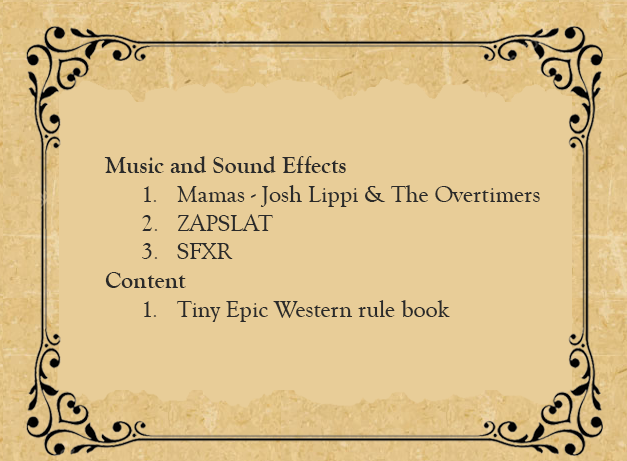 Music and Sound Effects
1. Mamas - Josh Lippi & The Overtimers
2. ZAPSLAT
3. SFXR
Content
1. Tiny Epic Western rule book